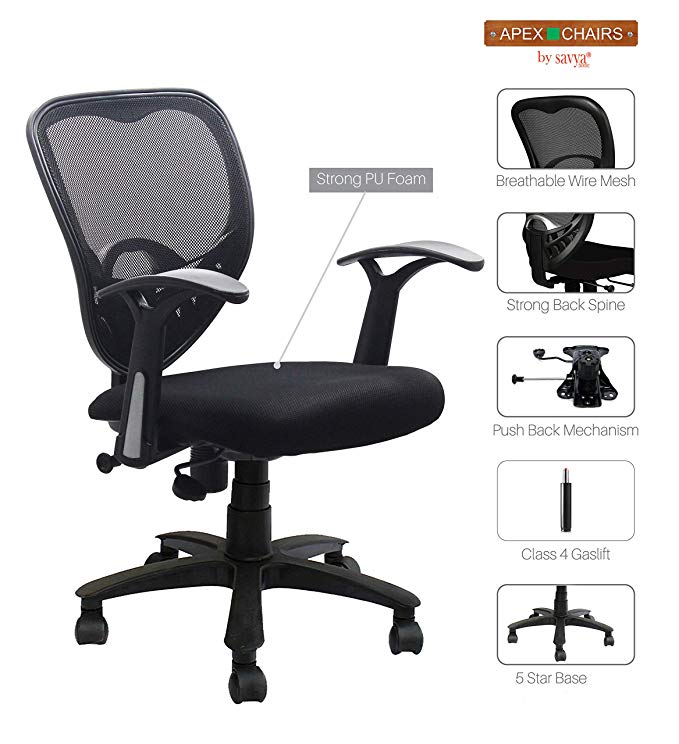 APEX CHAIRS
by savya®
home
Strong PU Foam
Breathable Wire Mesh
Strong Back Spine
Push Back Mechanism
Class 4 Gaslift
5 Star Base